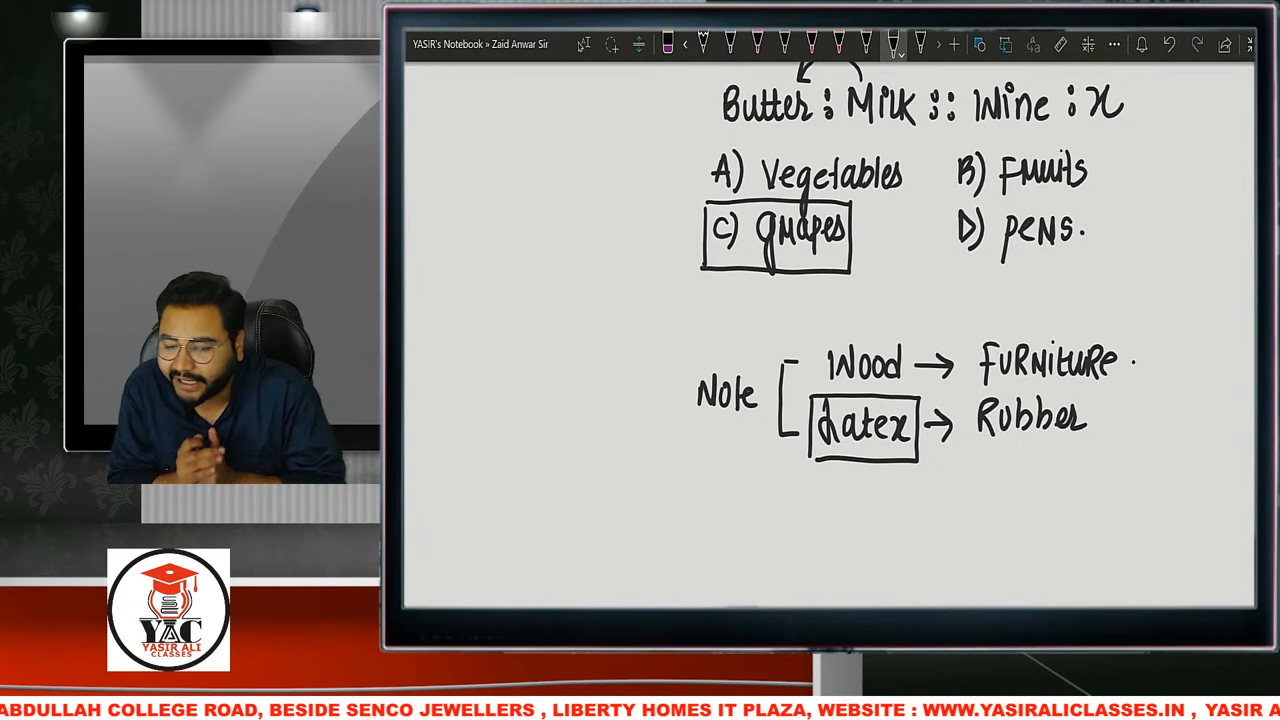 YASIR's Notebook » Zaid Anwar Sir
Butter : Milk :: Wine : x
A) Vegetables B) Fruits
C) Grapes D) Pens.
Note Wood → Furniture .
Latex → Rubber
YAC
YASIR ALI
CLASSES
ABDULLAH COLLEGE ROAD, BESIDE SENCO JEWELLERS , LIBERTY HOMES IT PLAZA, WEBSITE : WWW.YASIRALICLASSES.IN , YASIR A